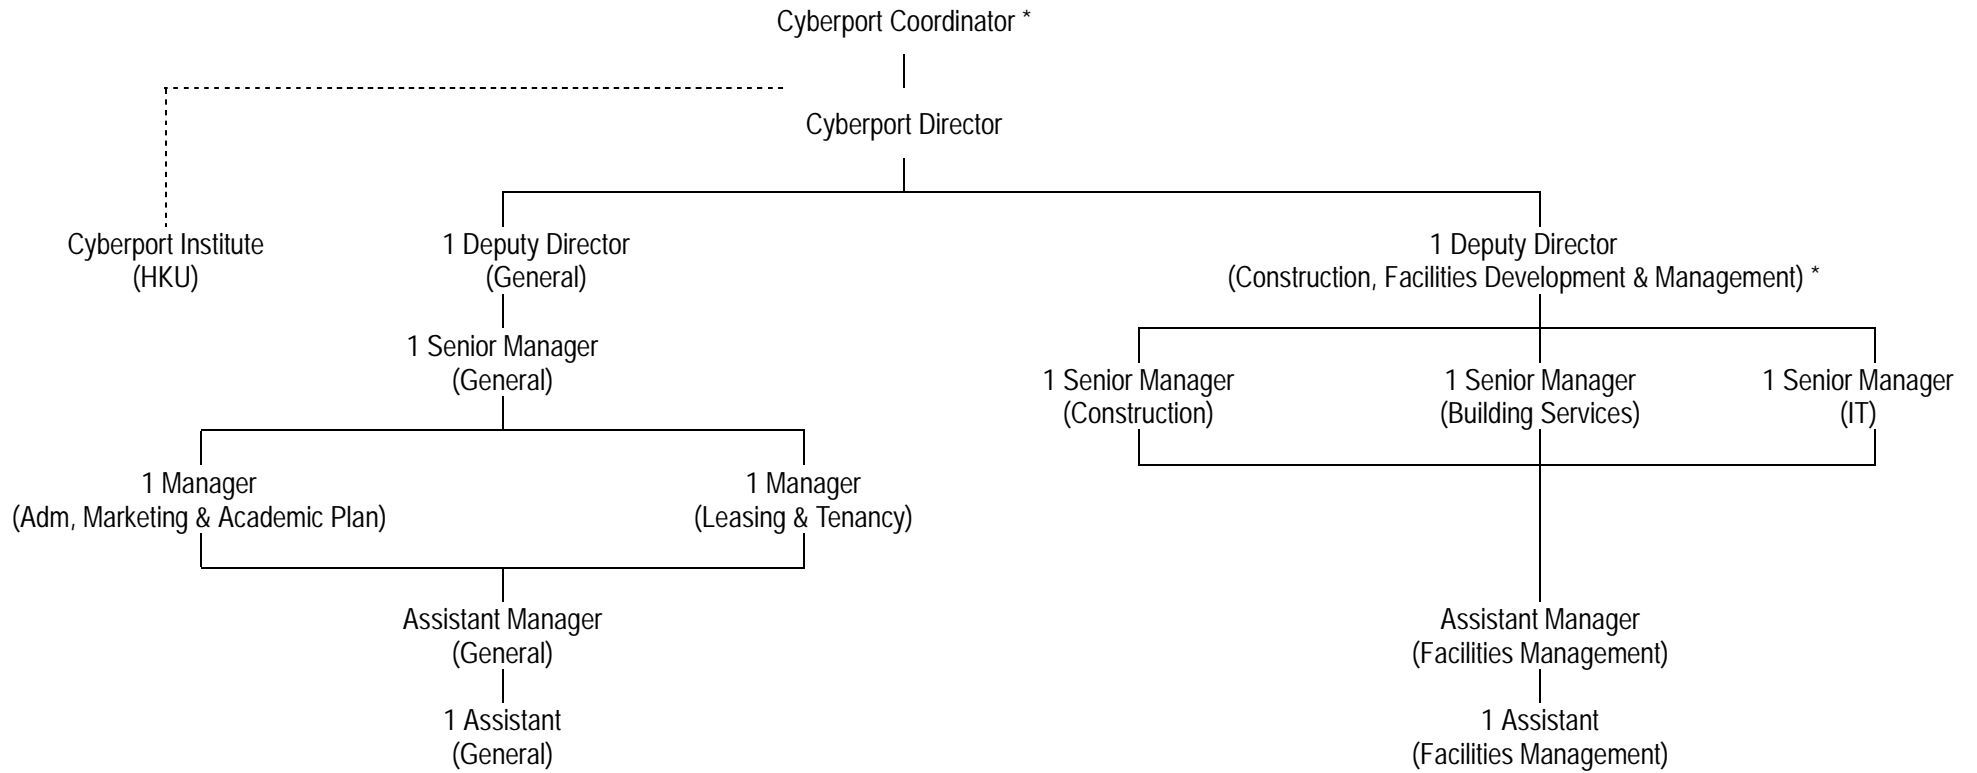 Cyberport Coordinator *
Cyberport Director
Cyberport Institute
(HKU)
1 Deputy Director
(General)
1 Deputy Director
(Construction, Facilities Development & Management) *
1 Senior Manager
(General)
1 Senior Manager
(Construction)
1 Senior Manager
(Building Services)
1 Senior Manager
(IT)
1 Manager
(Adm, Marketing & Academic Plan)
1 Manager
(Leasing & Tenancy)
Assistant Manager
(General)
Assistant Manager
(Facilities Management)
1 Assistant
(General)
1 Assistant
(Facilities Management)